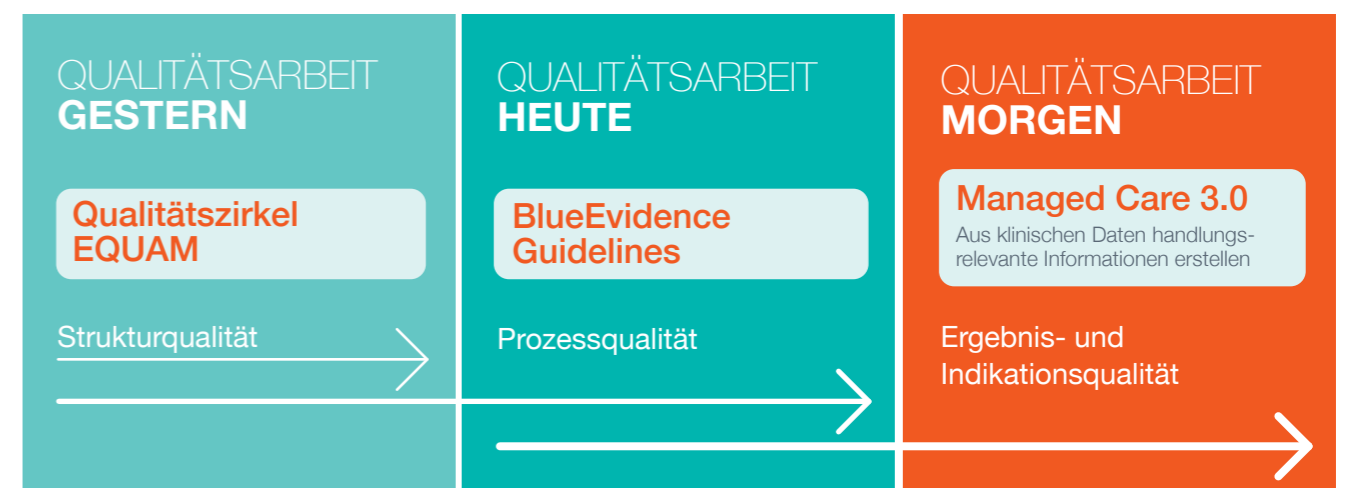 QUALITÄTSARBEIT
GESTERN
Qualitätszirkel
EQUAM
Strukturqualität
QUALITÄTSARBEIT
HEUTE
BlueEvidence
Guidelines
Prozessqualität
QUALITÄTSARBEIT
MORGEN
Managed Care 3.0
Aus klinischen Daten handlungs-
relevante Informationen erstellen
Ergebnis- und
Indikationsqualität